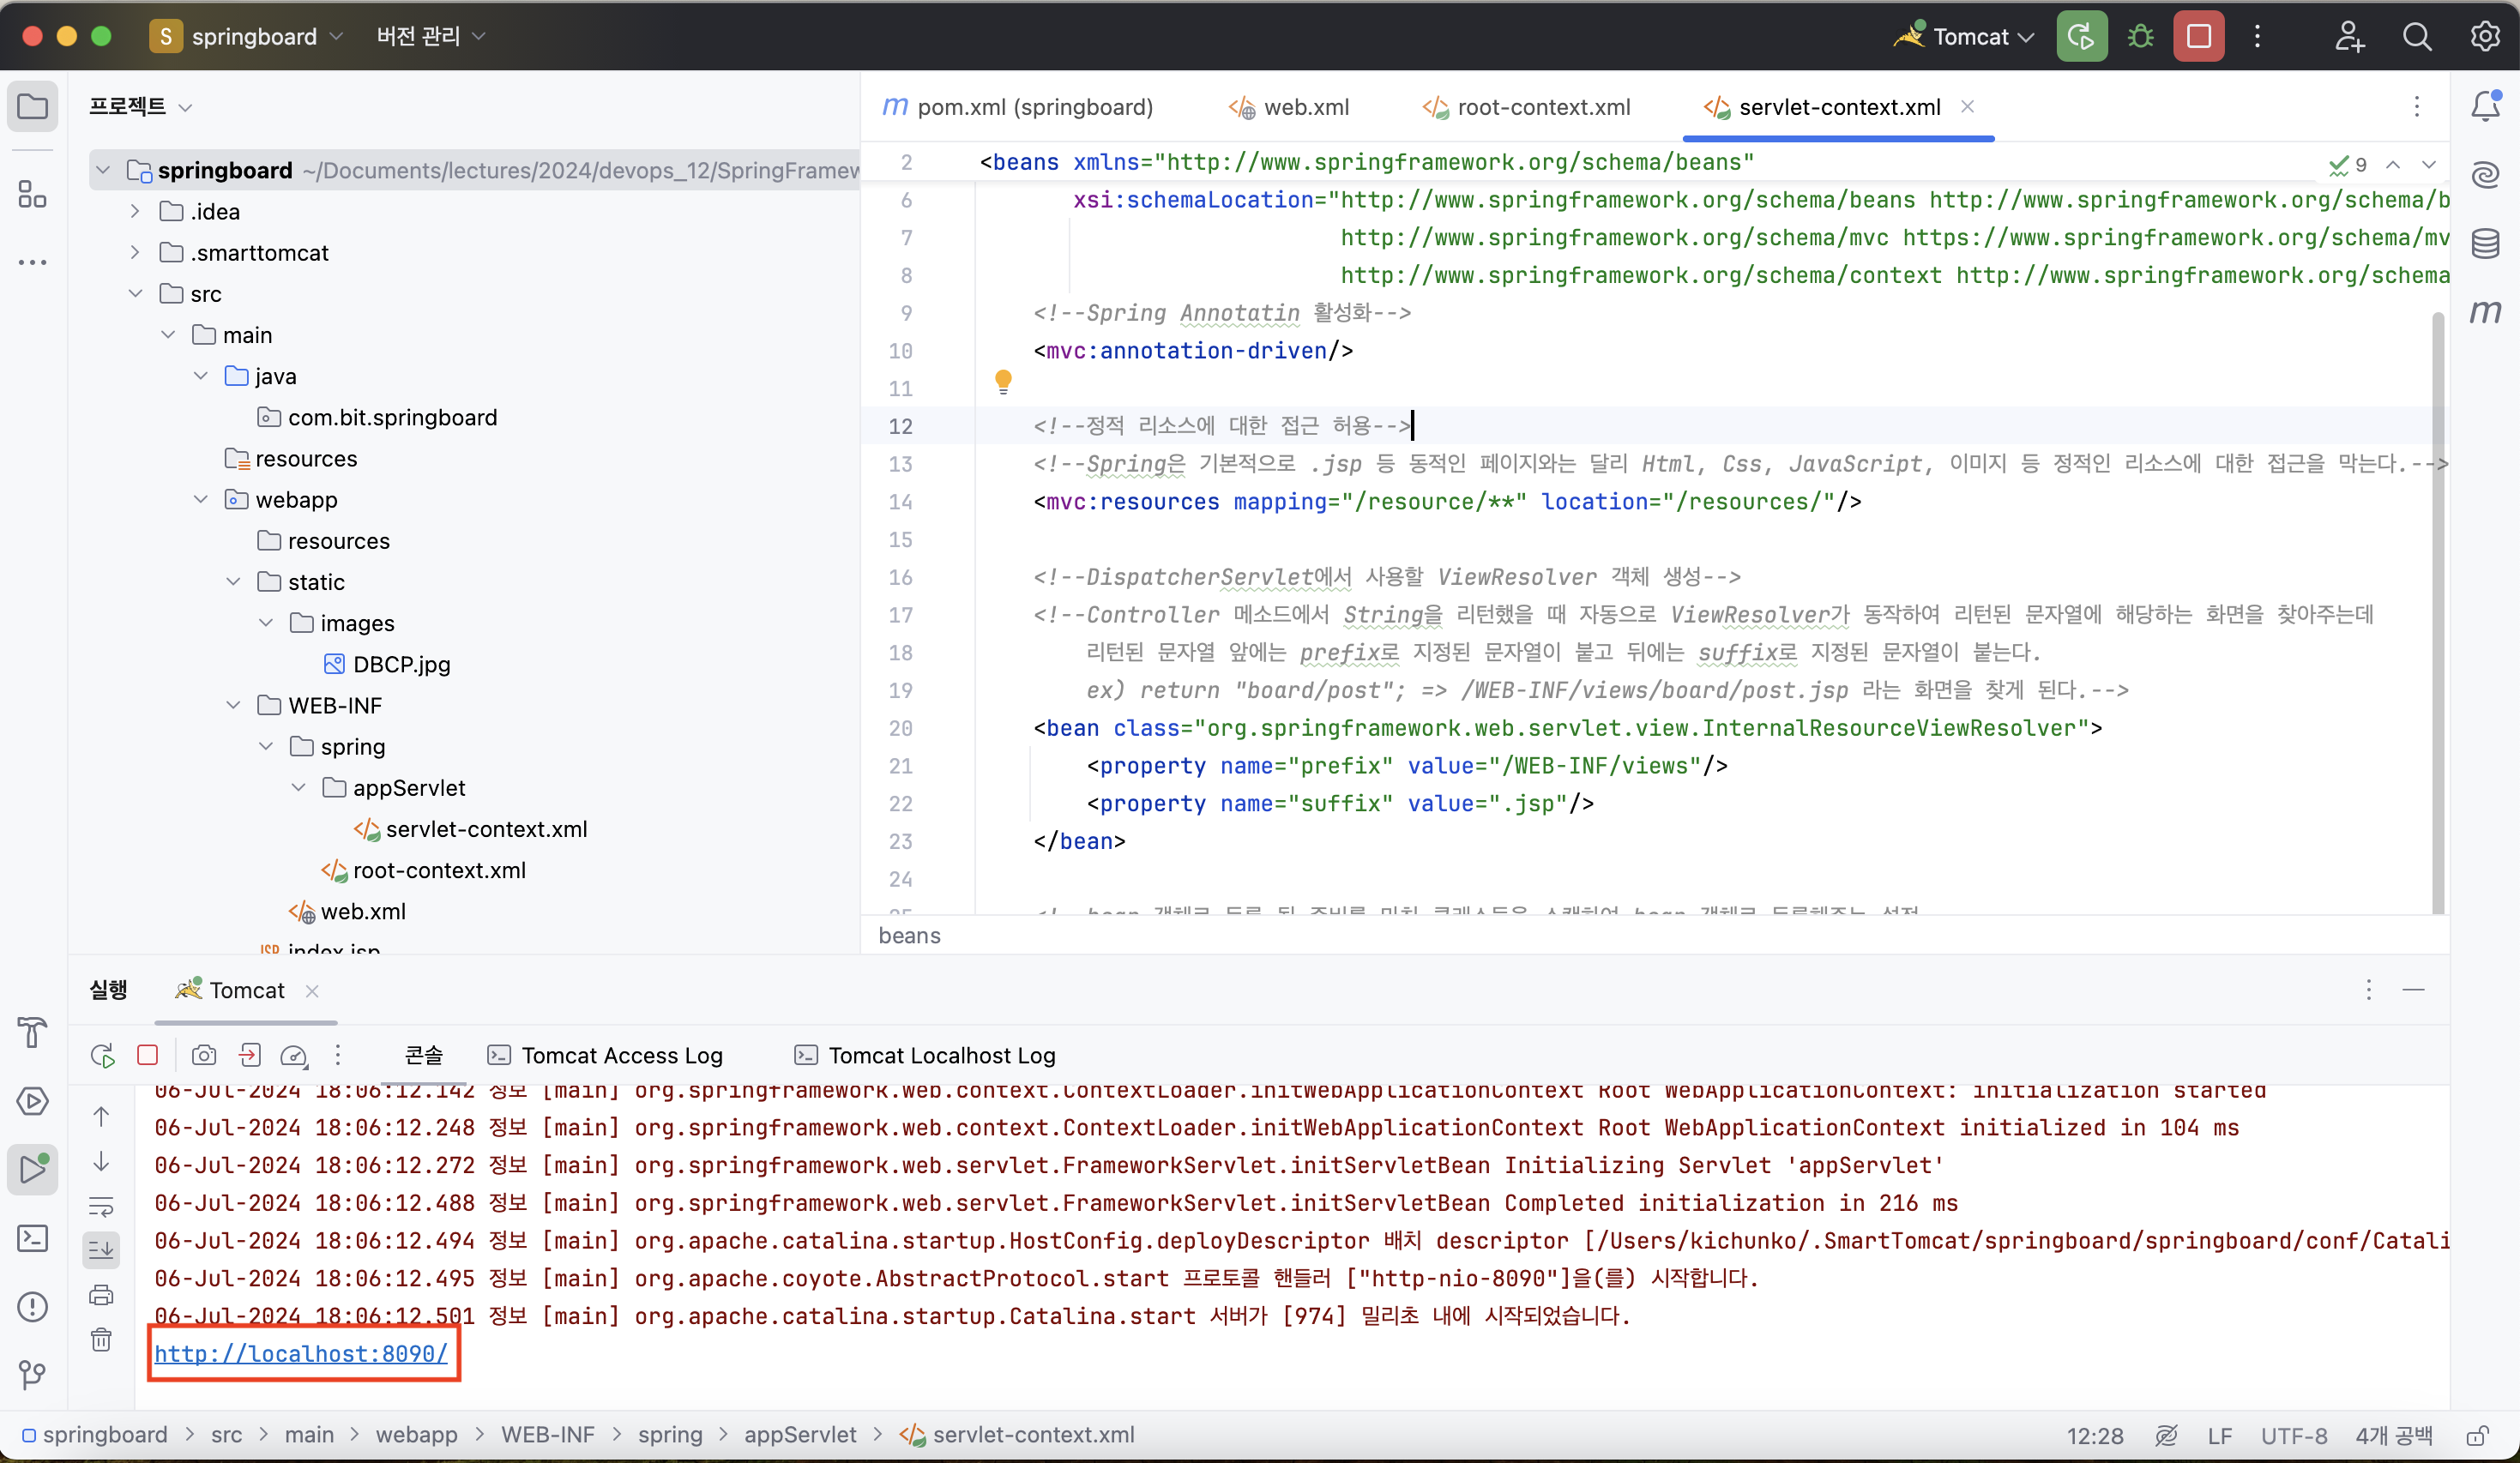 S springboard 버전 관리 Tomcat
프로젝트
springboard ~/Documents/lectures/2024/devops_12/SpringFramew
.idea
.smarttomcat
src
main
java
com.bit.springboard
resources
webapp
resources
static
images
DBCP.jpg
WEB-INF
spring
appServlet
servlet-context.xml
root-context.xml
web.xml
index.jsp
m pom.xml (springboard) web.xml root-context.xml servlet-context.xml
2 <beans xmlns="http://www.springframework.org/schema/beans" 9
6 xsi:schemaLocation="http://www.springframework.org/schema/beans http://www.springframework.org/schema/b
7 http://www.springframework.org/schema/mvc https://www.springframework.org/schema/mv
8 http://www.springframework.org/schema/context http://www.springframework.org/schema
9 <!--Spring Annotatin 활성화-->
10 <mvc:annotation-driven/>
11
12 <!--정적 리소스에 대한 접근 허용-->
13 <!--Spring은 기본적으로 .jsp 등 동적인 페이지와는 달리 Html, Css, JavaScript, 이미지 등 정적인 리소스에 대한 접근을 막는다.-->
14 <mvc:resources mapping="/resource/**" location="/resources/"/>
15
16 <!--DispatcherServlet에서 사용할 ViewResolver 객체 생성-->
17 <!--Controller 메소드에서 String을 리턴했을 때 자동으로 ViewResolver가 동작하여 리턴된 문자열에 해당하는 화면을 찾아주는데
18 리턴된 문자열 앞에는 prefix로 지정된 문자열이 붙고 뒤에는 suffix로 지정된 문자열이 붙는다.
19 ex) return "board/post"; => /WEB-INF/views/board/post.jsp 라는 화면을 찾게 된다.-->
20 <bean class="org.springframework.web.servlet.view.InternalResourceViewResolver">
21 <property name="prefix" value="/WEB-INF/views"/>
22 <property name="suffix" value=".jsp"/>
23 </bean>
24
beans
m
실행 Tomcat
콘솔 Tomcat Access Log Tomcat Localhost Log
06-Jul-2024 18:06:12.142 정보 [main] org.springframework.web.context.ContextLoader.initWebApplicationContext Root WebApplicationContext: initialization started
06-Jul-2024 18:06:12.248 정보 [main] org.springframework.web.context.ContextLoader.initWebApplicationContext Root WebApplicationContext initialized in 104 ms
06-Jul-2024 18:06:12.272 정보 [main] org.springframework.web.servlet.FrameworkServlet.initServletBean Initializing Servlet 'appServlet'
06-Jul-2024 18:06:12.488 정보 [main] org.springframework.web.servlet.FrameworkServlet.initServletBean Completed initialization in 216 ms
06-Jul-2024 18:06:12.494 정보 [main] org.apache.catalina.startup.HostConfig.deployDescriptor 배치 descriptor [/Users/kichunko/.SmartTomcat/springboard/springboard/conf/Catali
06-Jul-2024 18:06:12.495 정보 [main] org.apache.coyote.AbstractProtocol.start 프로토콜 핸들러 ["http-nio-8090"]을(를) 시작합니다.
06-Jul-2024 18:06:12.501 정보 [main] org.apache.catalina.startup.Catalina.start 서버가 [974] 밀리초 내에 시작되었습니다.
http://localhost:8090/
springboard > src > main > webapp > WEB-INF > spring > appServlet > servlet-context.xml 12:28 LF UTF-8 4개 공백